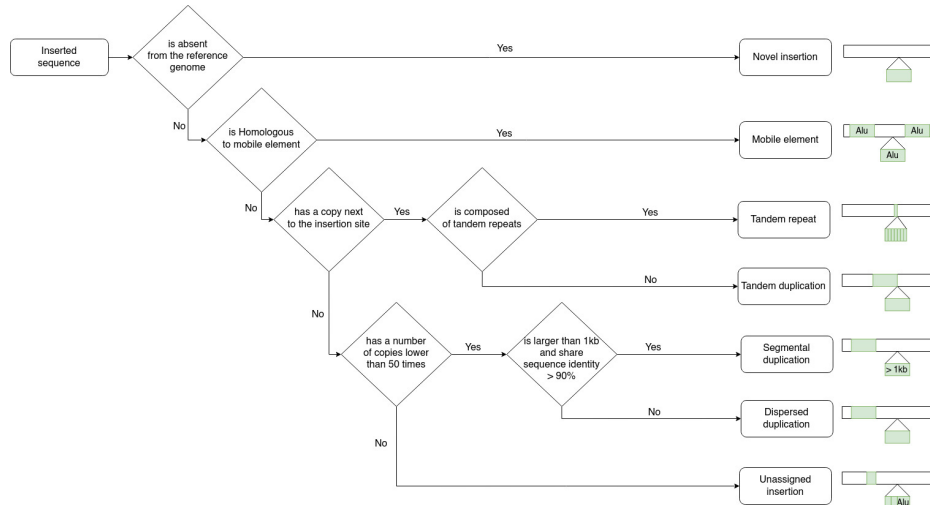 is absent
from the reference
genome
Inserted
sequence
Yes
Novel insertion
No
is Homologous
to mobile element
Yes
Mobile element
Alu
Alu
Alu
No
has a copy next
to the insertion site
Yes
is composed
of tandem repeats
Yes
Tandem repeat
No
Tandem duplication
No
has a number
of copies lower
than 50 times
Yes
is larger than 1kb
and share
sequence identity
> 90%
Yes
Segmental
duplication
> 1kb
No
Dispersed
duplication
No
Unassigned
insertion
Alu